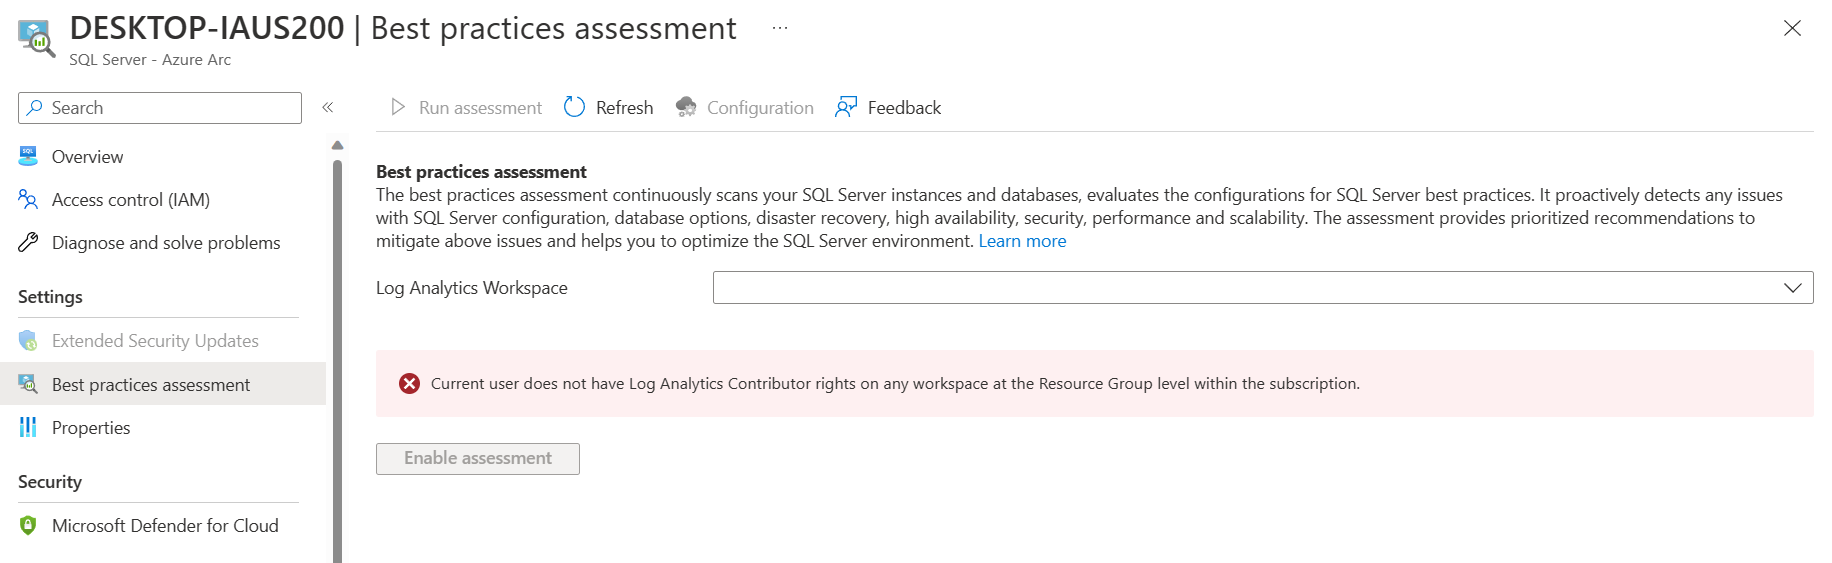 DESKTOP-IAUS200 | Best practices assessment ...
SQL Server - Azure Arc
Search
Overview
Access control (IAM)
Diagnose and solve problems
Settings
Extended Security Updates
Best practices assessment
Properties
Security
Microsoft Defender for Cloud
Run assessment Refresh Configuration Feedback
Best practices assessment
The best practices assessment continuously scans your SQL Server instances and databases, evaluates the configurations for SQL Server best practices. It proactively detects any issues
with SQL Server configuration, database options, disaster recovery, high availability, security, performance and scalability. The assessment provides prioritized recommendations to
mitigate above issues and helps you to optimize the SQL Server environment. Learn more
Log Analytics Workspace
Current user does not have Log Analytics Contributor rights on any workspace at the Resource Group level within the subscription.
Enable assessment